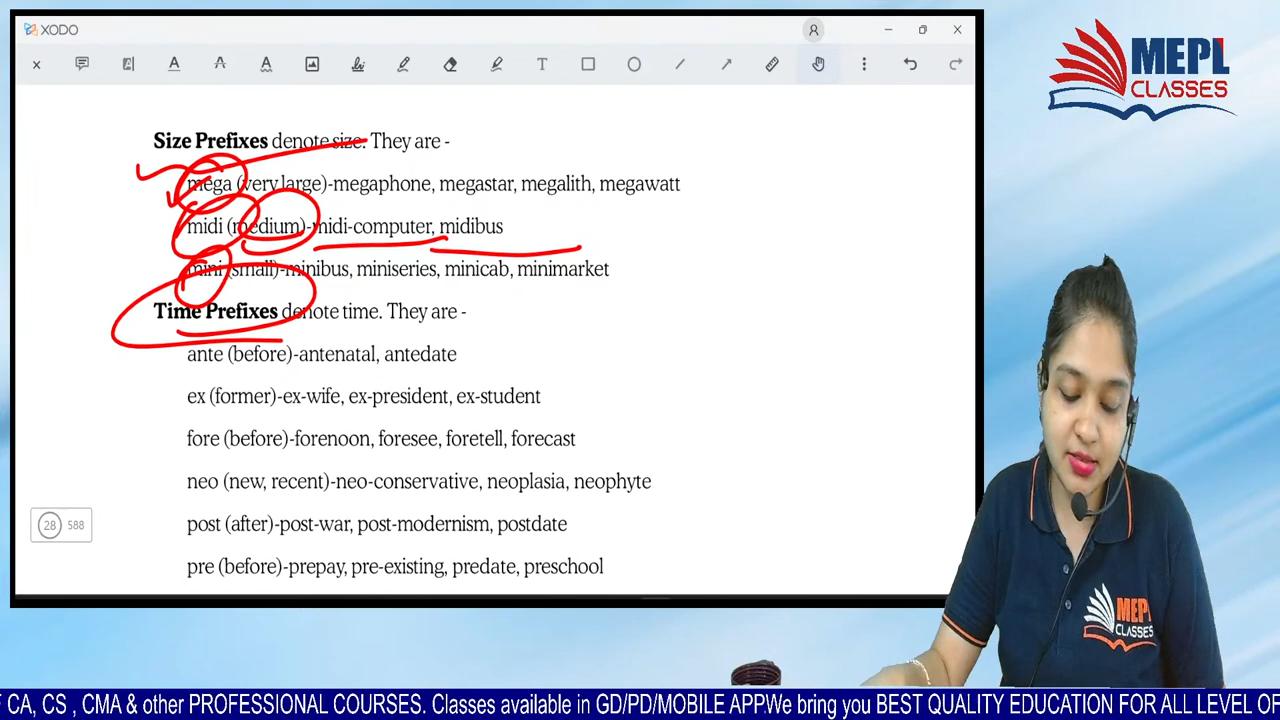 XODO
MEPL
CLASSES
Size Prefixes denote size. They are -
mega (very large)-megaphone, megastar, megalith, megawatt
midi (medium)-midi-computer, midibus
mini (small)-minibus, miniseries, minicab, minimarket
Time Prefixes denote time. They are -
ante (before)-antenatal, antedate
ex (former)-ex-wife, ex-president, ex-student
fore (before)-forenoon, foresee, foretell, forecast
neo (new, recent)-neo-conservative, neoplasia, neophyte
post (after)-post-war, post-modernism, postdate
pre (before)-prepay, pre-existing, predate, preschool
28 588
MEPL
CLASSES
F CA, CS , CMA & other PROFESSIONAL COURSES. Classes available in GD/PD/MOBILE APP.We bring you BEST QUALITY EDUCATION FOR ALL LEVEL OF